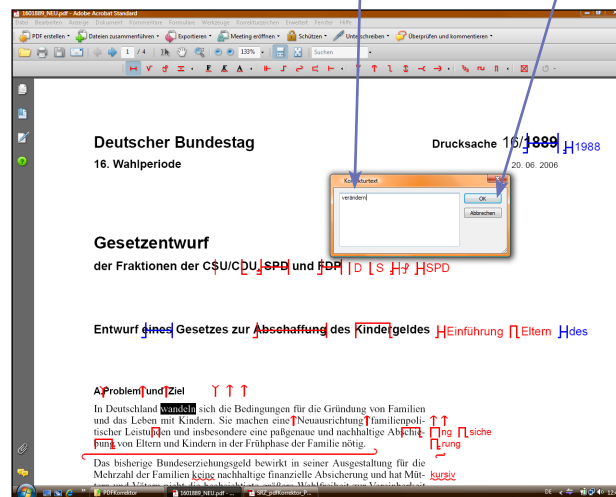 1601889_NEU.pdf - Adobe Acrobat Standard
Datei Bearbeiten Anzeige Dokument Kommentare Formulare Werkzeuge Korrekturzeichen Erweitert Fenster Hilfe
PDF erstellen Dateien zusammenführen Exportieren Meeting eröffnen Schützen Unterschreiben Überprüfen und kommentieren
1 / 4 133% Suchen
Deutscher Bundestag
Drucksache 16/1889 1988
16. Wahlperiode
20. 06. 2006
Korrekturtext
verändern
OK
Abbrechen
Gesetzentwurf
der Fraktionen der CSU/CDU, SPD und FDP D S SPD
Entwurf eines Gesetzes zur Abschaffung des Kindergeldes Einführung Eltern des
A.Problem und Ziel
In Deutschland wandeln sich die Bedingungen für die Gründung von Familien
und das Leben mit Kindern. Sie machen eine Neuausrichtung familienpoli-
tischer Leistuniden und insbesondere eine paßgenaue und nachhaltige Abschie- ng siche
bung von Eltern und Kindern in der Frühphase der Familie nötig. rung
Das bisherige Bundeserziehungsgeld bewirkt in seiner Ausgestaltung für die
Mehrzahl der Familien keine nachhaltige finanzielle Absicherung und hat Müt- kursiv
PDFKorrektor 1601889_NEU.pdf - ... SRZ_pdfKorrektor_P...
DE